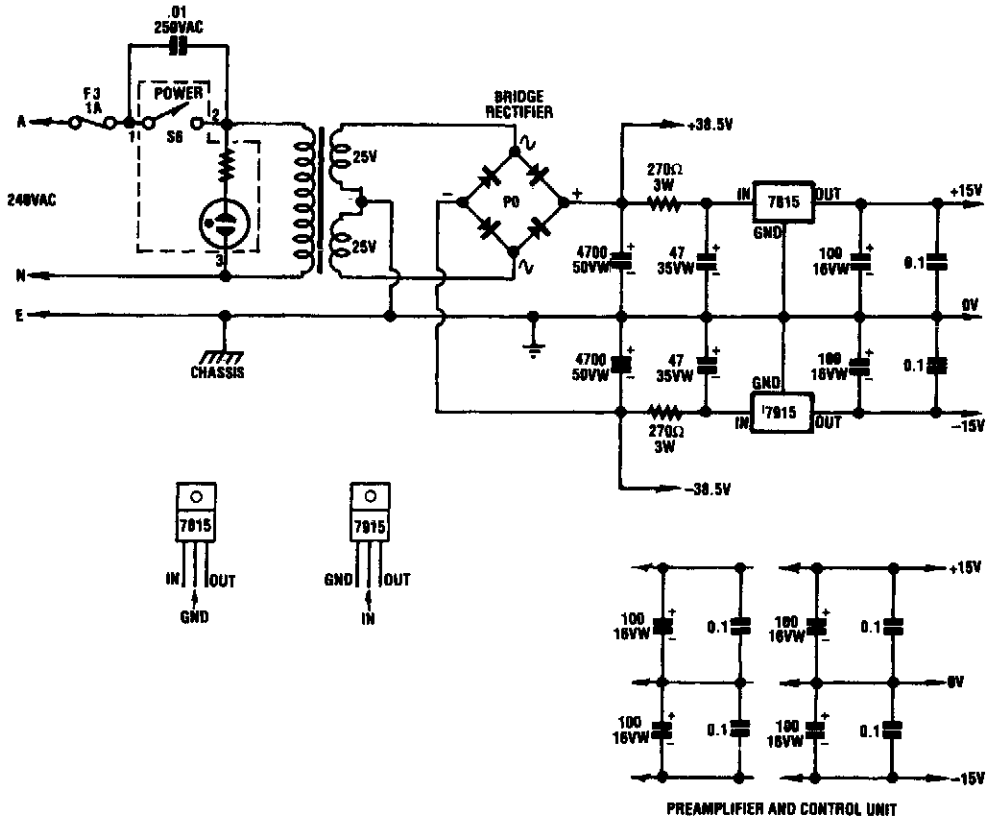 .01
250VAC
F3
1A
POWER
A
1
S6
2
240VAC
3
N
E
CHASSIS
25V
25V
BRIDGE
RECTIFIER
PO
-
+
+38.5V
270Ω
3W
IN
7815
OUT
GND
+15V
4700
50VW
+
-
47
35VW
+
-
100
16VW
+
-
0.1
0V
4700
50VW
+
-
47
35VW
+
-
GND
100
16VW
+
-
0.1
270Ω
3W
IN
7915
OUT
-15V
-38.5V
7815
IN
OUT
GND
7915
GND
OUT
IN
+15V
100
16VW
+
-
0.1
100
16VW
+
-
0.1
0V
100
16VW
+
-
0.1
100
16VW
+
-
0.1
-15V
PREAMPLIFIER AND CONTROL UNIT